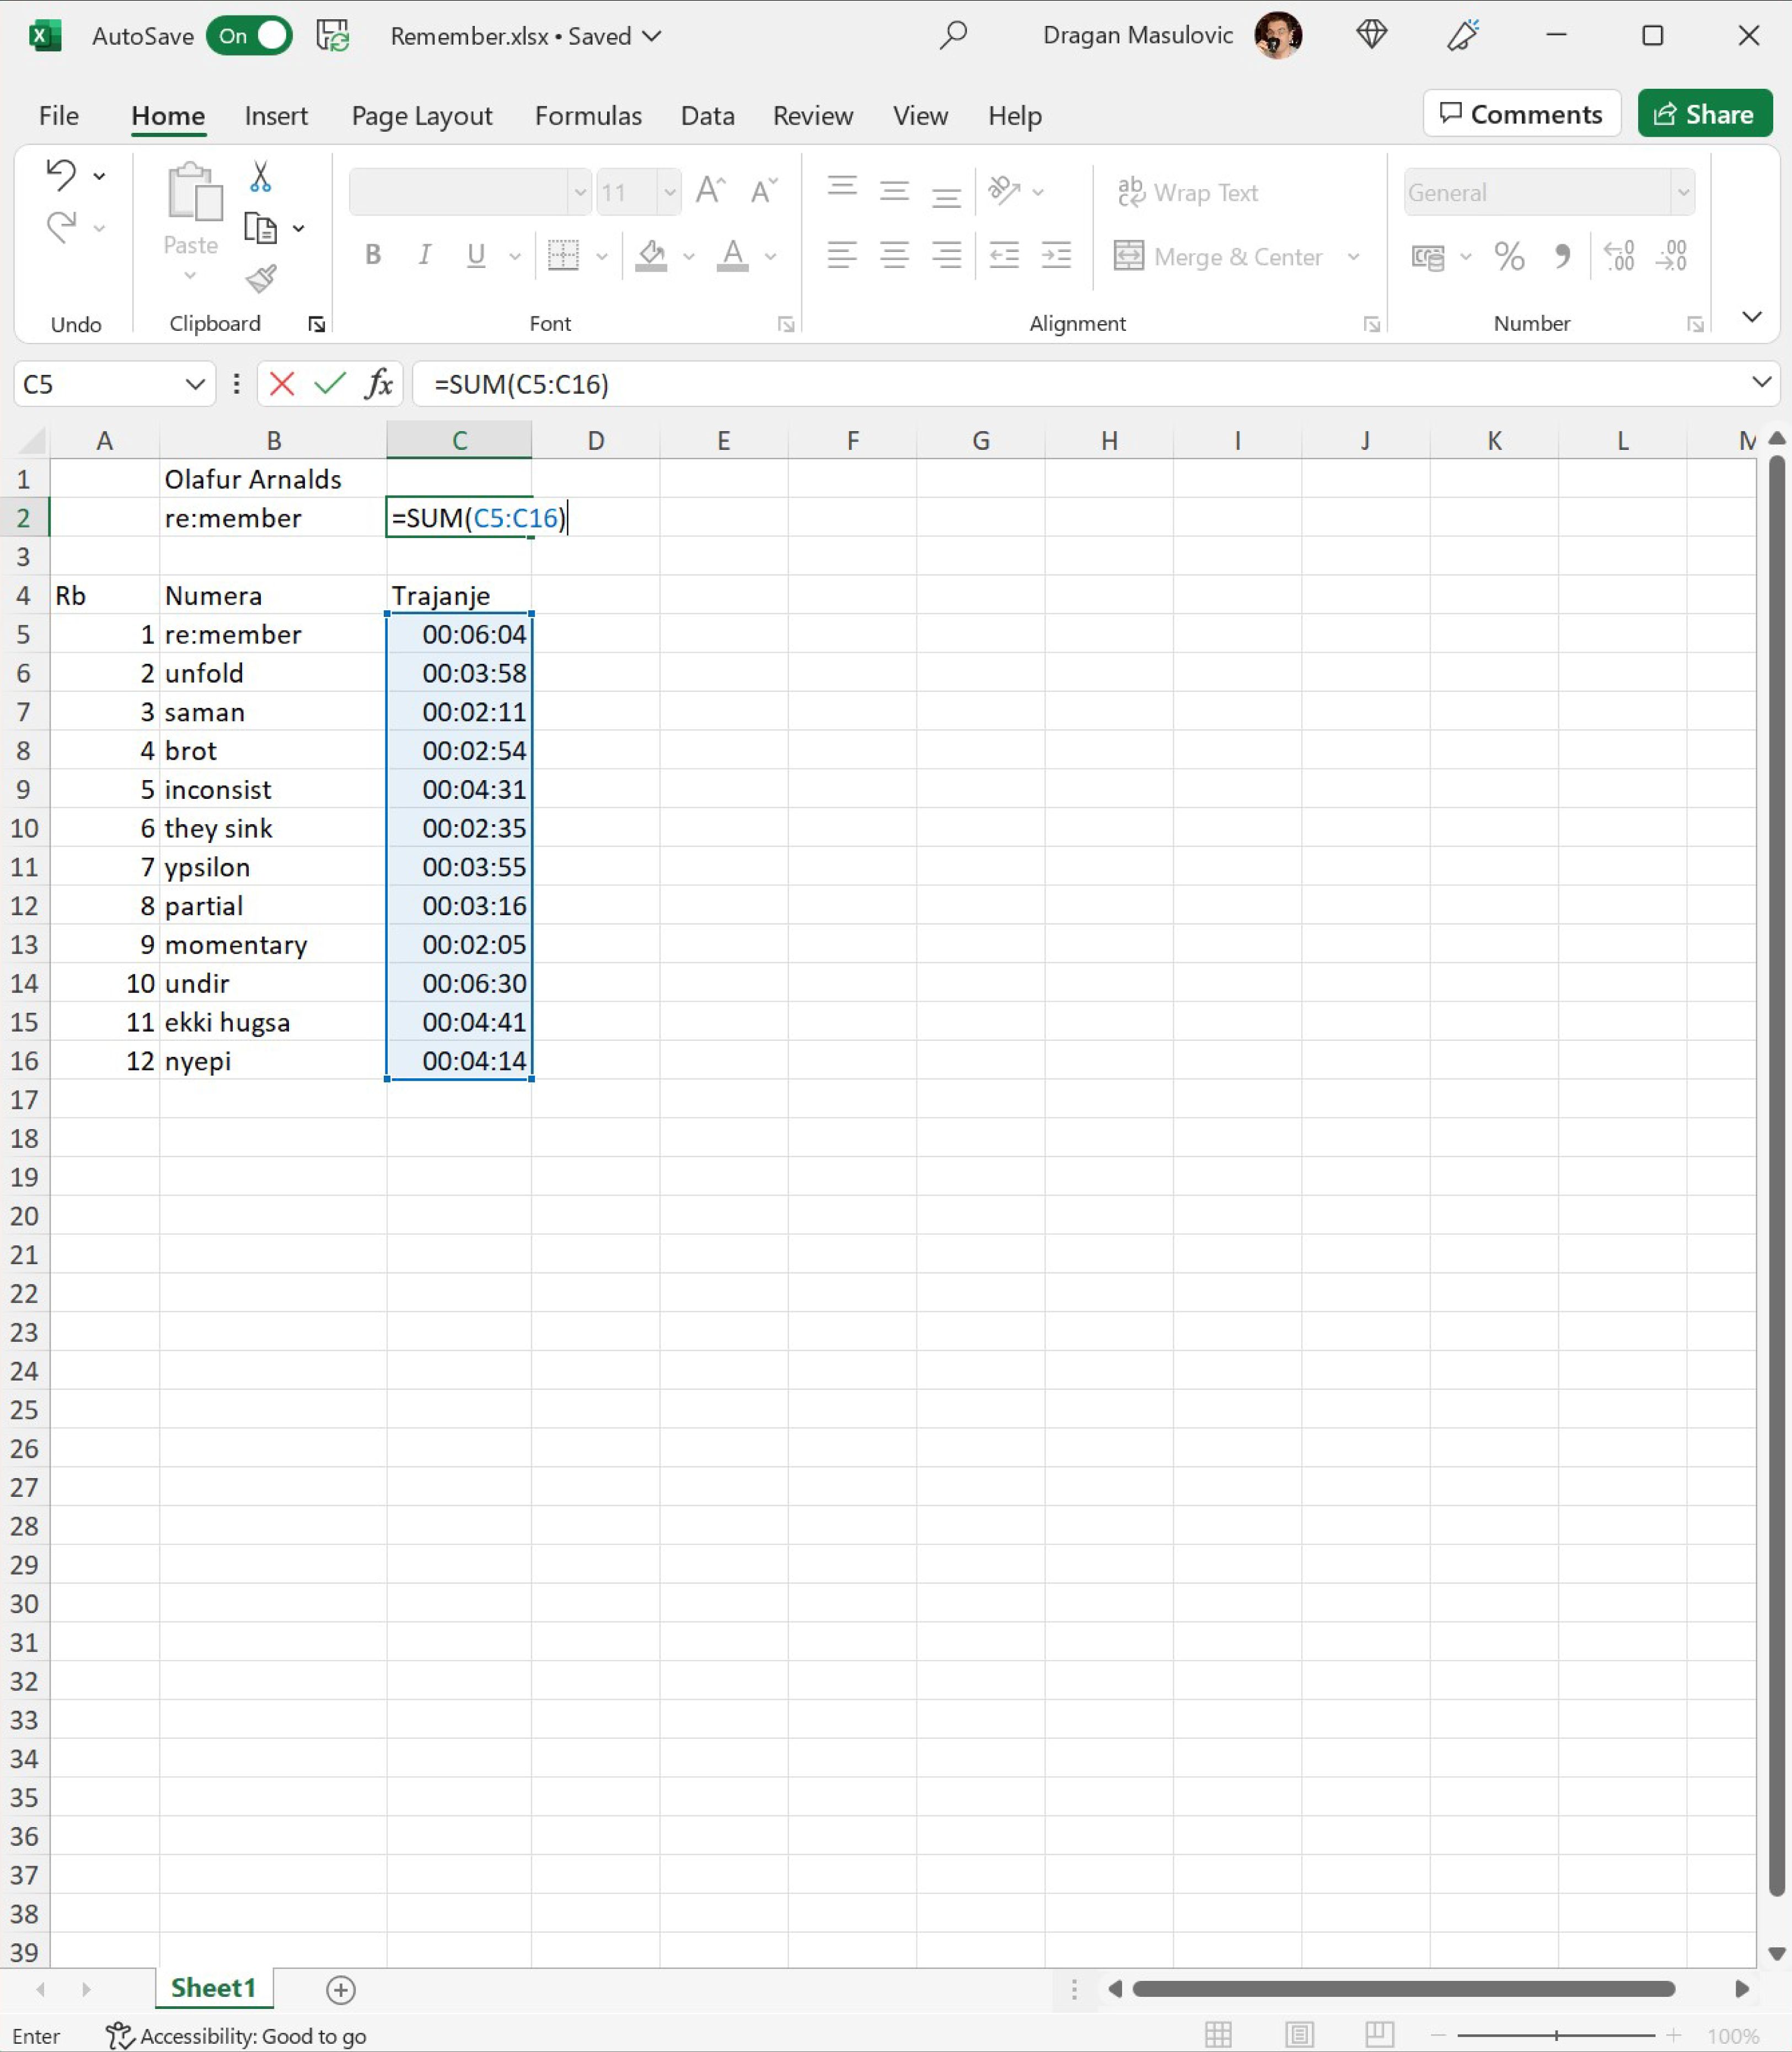 AutoSave On Remember.xlsx • Saved Dragan Masulovic
File Home Insert Page Layout Formulas Data Review View Help Comments Share
11 General
Paste
Wrap Text
B I U A Merge & Center % .00
Undo Clipboard Font Alignment Number
C5 fx =SUM(C5:C16)
A B C D E F G H I J K L M
1 Olafur Arnalds
2 re:member =SUM(C5:C16)
3
4 Rb Numera Trajanje
5 1 re:member 00:06:04
6 2 unfold 00:03:58
7 3 saman 00:02:11
8 4 brot 00:02:54
9 5 inconsist 00:04:31
10 6 they sink 00:02:35
11 7 ypsilon 00:03:55
12 8 partial 00:03:16
13 9 momentary 00:02:05
14 10 undir 00:06:30
15 11 ekki hugsa 00:04:41
16 12 nyepi 00:04:14
17
18
19
20
21
22
23
24
25
26
27
28
29
30
31
32
33
34
35
36
37
38
39
Sheet1
Enter Accessibility: Good to go 100%